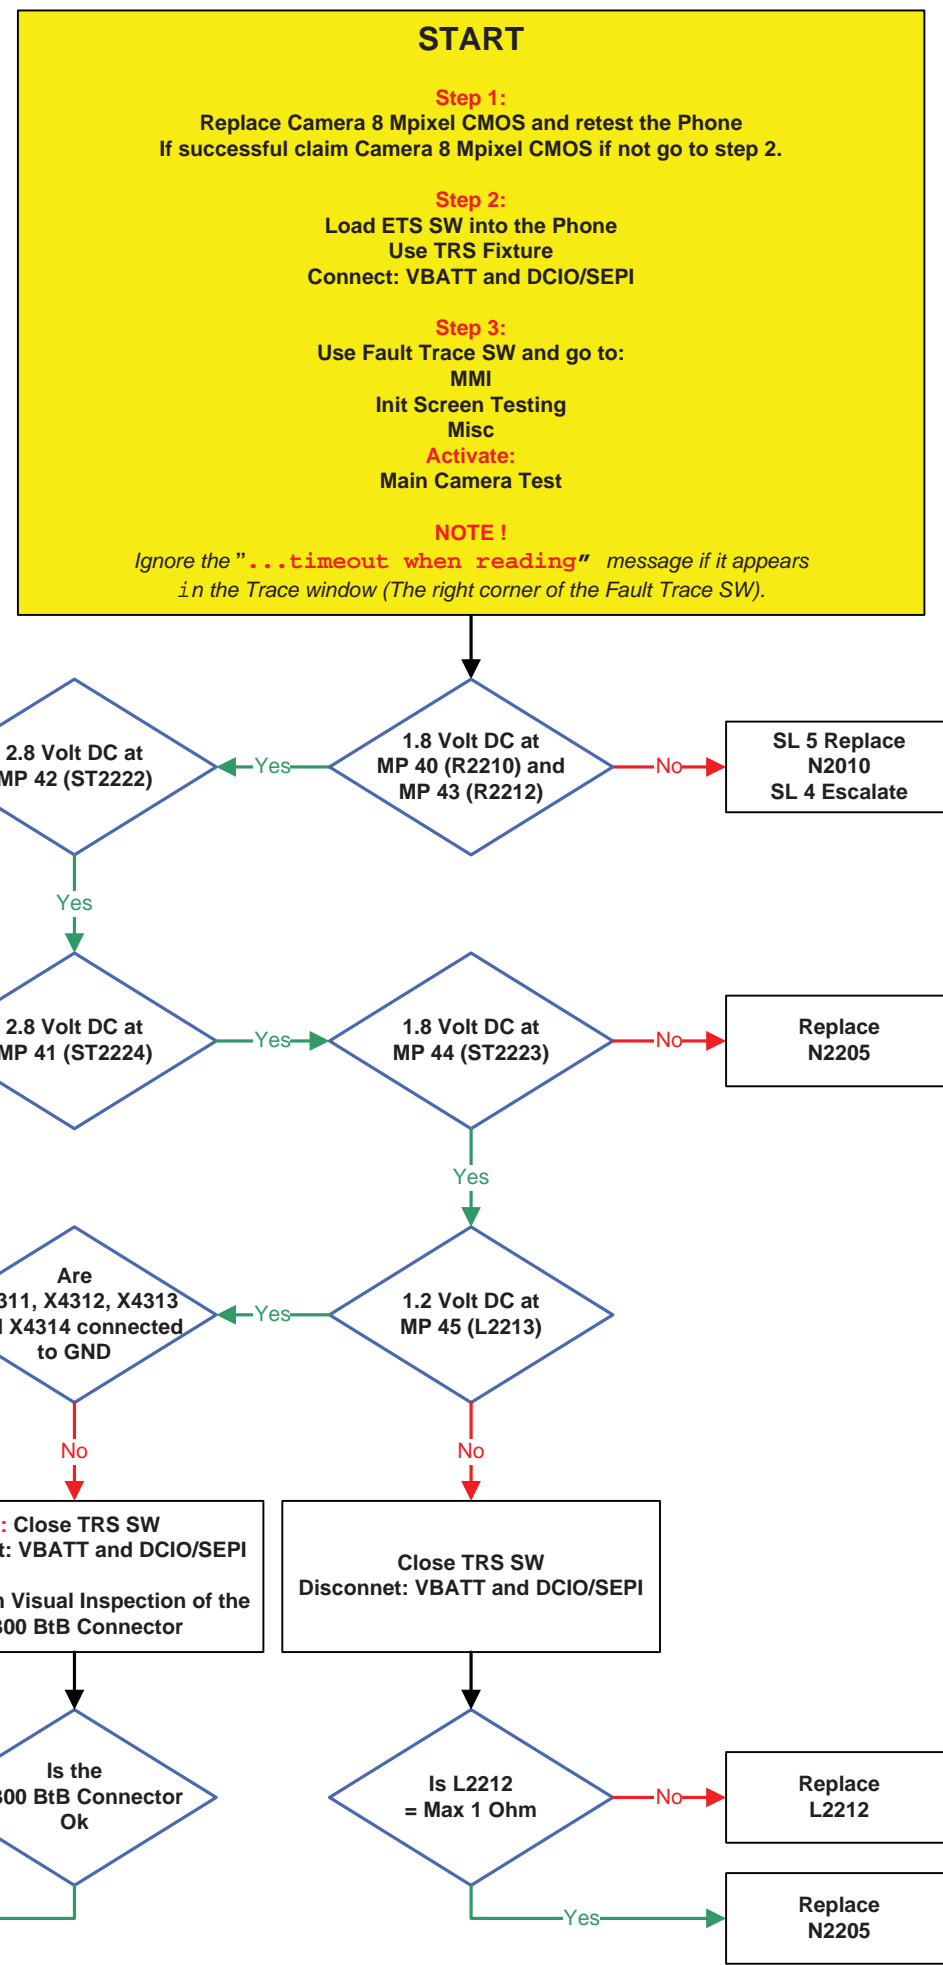 START
Step 1:
Replace Camera 8 Mpixel CMOS and retest the Phone
If successful claim Camera 8 Mpixel CMOS if not go to step 2.
Step 2:
Load ETS SW into the Phone
Use TRS Fixture
Connect: VBATT and DCIO/SEPI
Step 3:
Use Fault Trace SW and go to:
MMI
Init Screen Testing
Misc
Activate:
Main Camera Test
NOTE !
Ignore the "...timeout when reading" message if it appears
in the Trace window (The right corner of the Fault Trace SW).
2.8 Volt DC at
MP 42 (ST2222)
Yes
1.8 Volt DC at
MP 40 (R2210) and
MP 43 (R2212)
No
SL 5 Replace
N2010
SL 4 Escalate
Yes
2.8 Volt DC at
MP 41 (ST2224)
Yes
1.8 Volt DC at
MP 44 (ST2223)
No
Replace
N2205
Yes
Are
311, X4312, X4313
X4314 connected
to GND
Yes
1.2 Volt DC at
MP 45 (L2213)
No
No
: Close TRS SW
t: VBATT and DCIO/SEPI
Visual Inspection of the
300 BtB Connector
Close TRS SW
Disconnet: VBATT and DCIO/SEPI
Is the
300 BtB Connector
Ok
Is L2212
= Max 1 Ohm
No
Replace
L2212
Yes
Replace
N2205